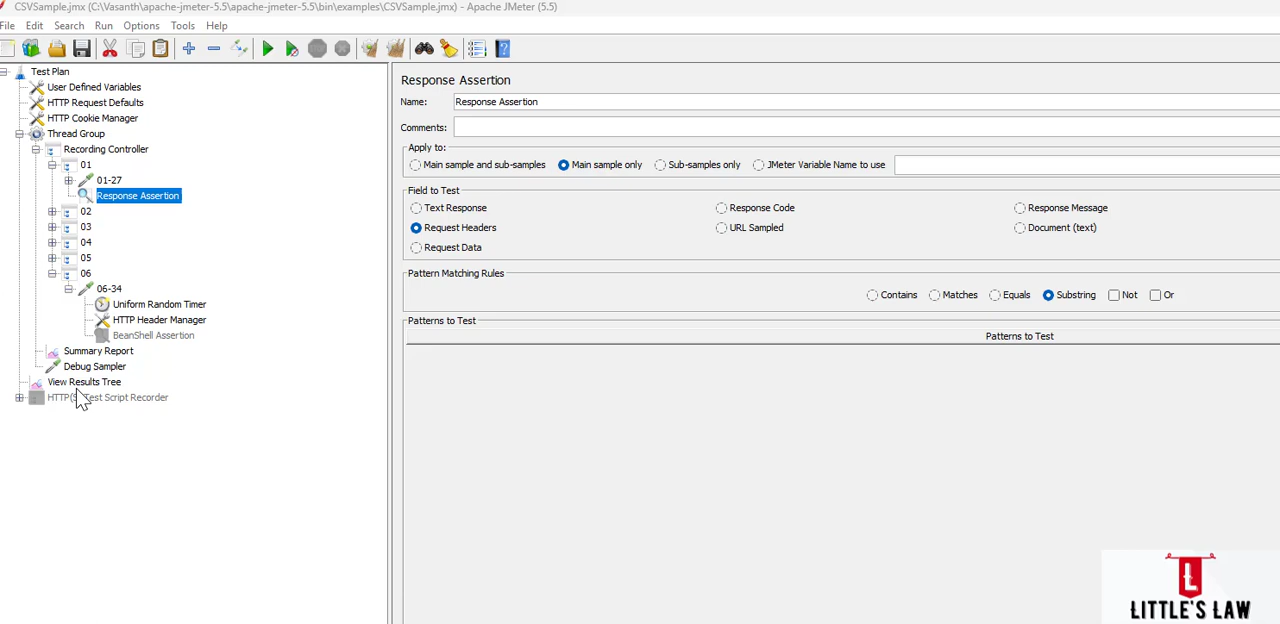 CSVSample.jmx (C:\Vasanth\apache-jmeter-5.5\apache-jmeter-5.5\bin\examples\CSVSample.jmx) - Apache JMeter (5.5)
File Edit Search Run Options Tools Help
Test Plan
User Defined Variables
HTTP Request Defaults
HTTP Cookie Manager
Thread Group
Recording Controller
01
01-27
Response Assertion
02
03
04
05
06
06-34
Uniform Random Timer
HTTP Header Manager
BeanShell Assertion
Summary Report
Debug Sampler
View Results Tree
HTTP(S) Test Script Recorder
Response Assertion
Name: Response Assertion
Comments:
Apply to:
Main sample and sub-samples Main sample only Sub-samples only JMeter Variable Name to use
Field to Test
Text Response Response Code Response Message
Request Headers URL Sampled Document (text)
Request Data
Pattern Matching Rules
Contains Matches Equals Substring Not Or
Patterns to Test
Patterns to Test
L
LITTLE'S LAW